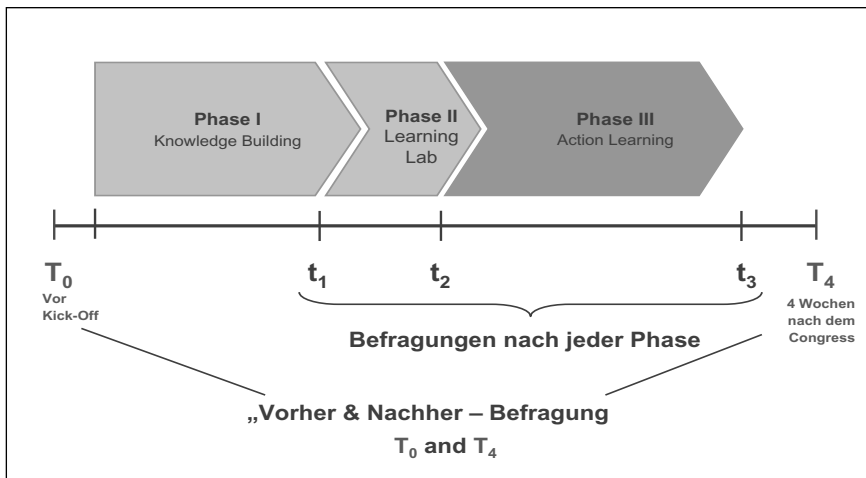 Phase I
Knowledge Building
Phase II
Learning
Lab
Phase III
Action Learning
T₀
Vor
Kick-Off
t₁
t₂
t₃
T₄
4 Wochen
nach dem
Congress
Befragungen nach jeder Phase
„Vorher & Nachher – Befragung
T₀ and T₄